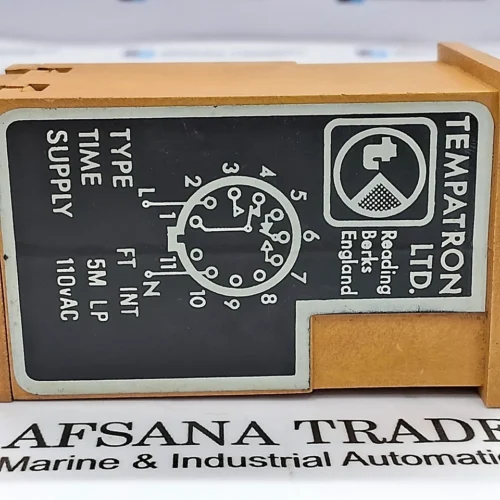 TEMPATRON
LTD.
Reading
Berks
England
t
3
4
5
2
6
1
7
L
11
8
N
10
9
TYPE FT INT
TIME 5M LP
SUPPLY 110vAC
AFSANA TRADE
Marine & Industrial Automatic